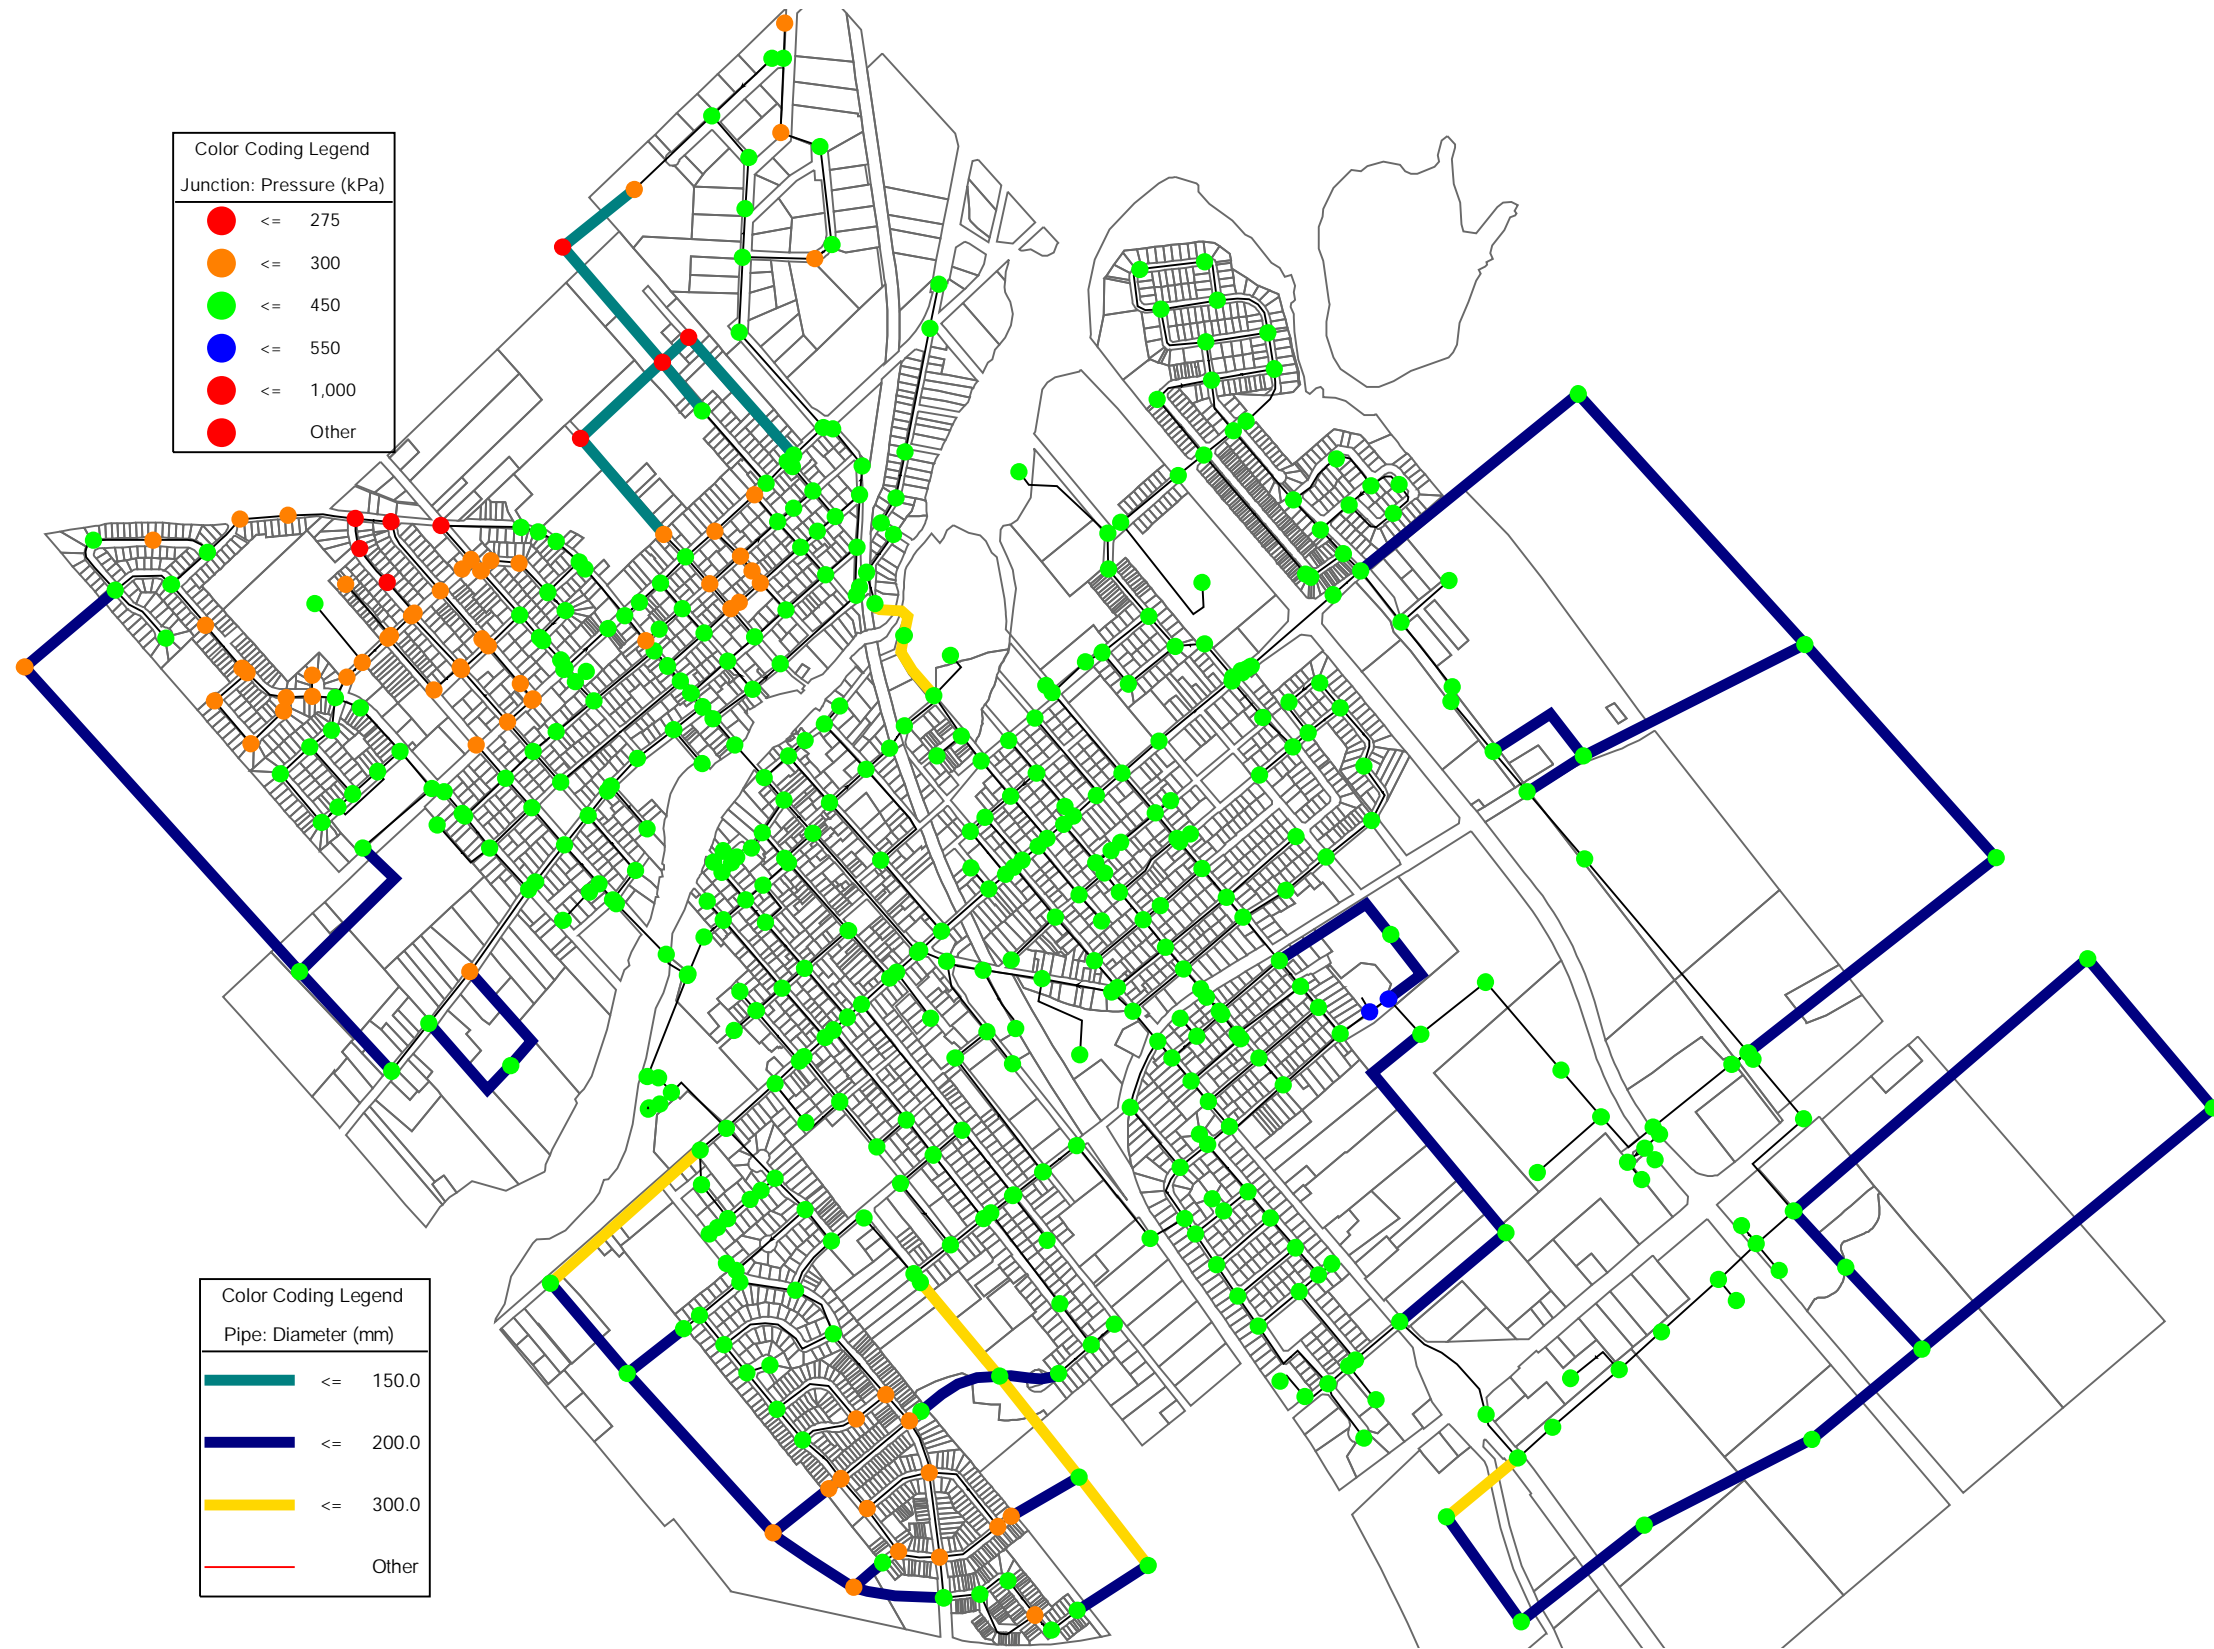 Color Coding Legend
Junction: Pressure (kPa)
<= 275
<= 300
<= 450
<= 550
<= 1,000
Other
Color Coding Legend
Pipe: Diameter (mm)
<= 150.0
<= 200.0
<= 300.0
Other